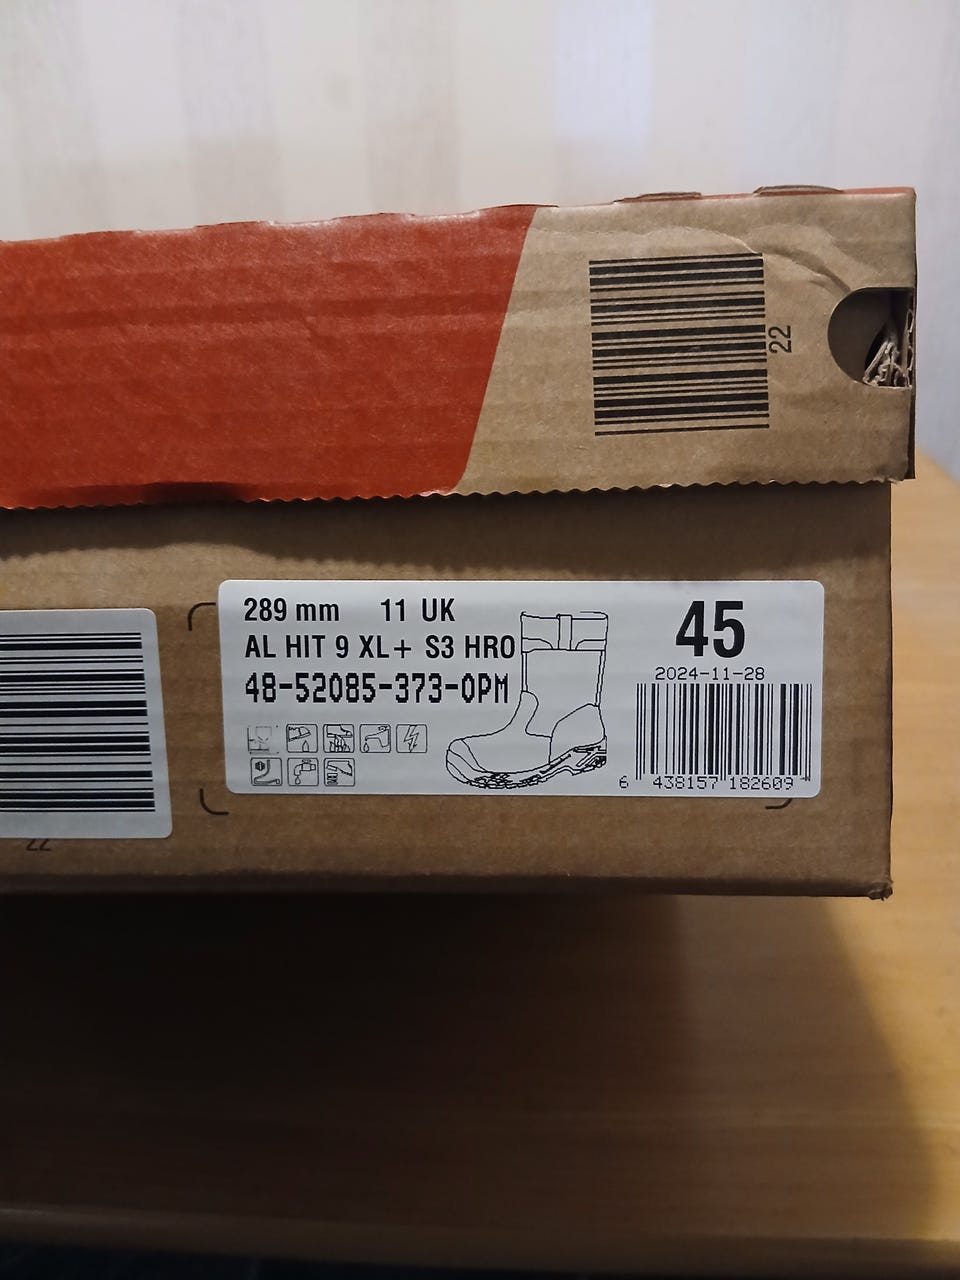 22
289 mm 11 UK
AL HIT 9 XL+ S3 HRO
48-52085-373-0PM
45
2024-11-28
6 438157 182609
22